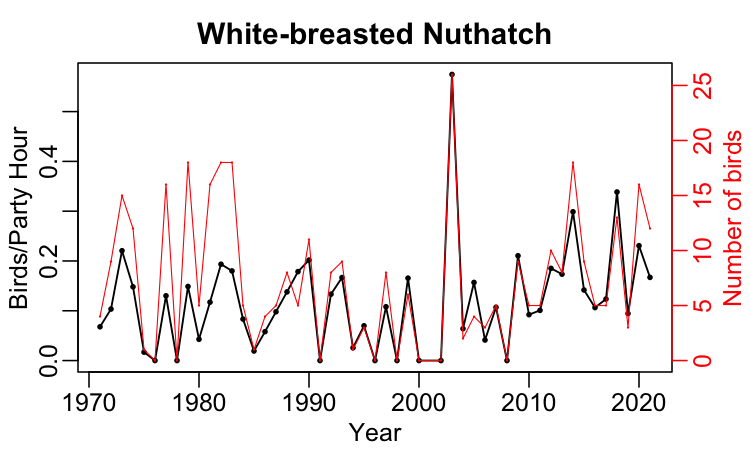 White-breasted Nuthatch
Birds/Party Hour
0.0
0.2
0.4
1970 1980 1990 2000 2010 2020
Year
0 5 10 15 20 25
Number of birds